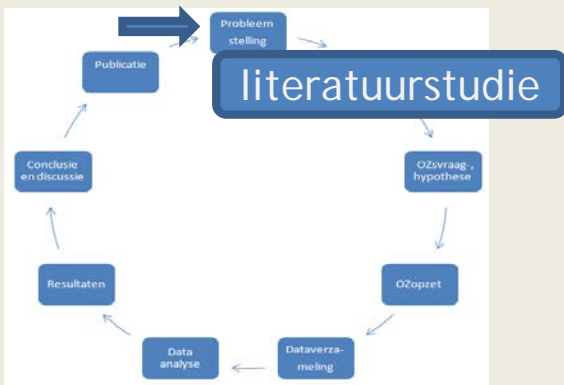 Probleem
stelling
literatuurstudie
OZsvraag-,
hypothese
OZopzet
Dataverza-
meling
Data
analyse
Resultaten
Conclusie
en discussie
Publicatie